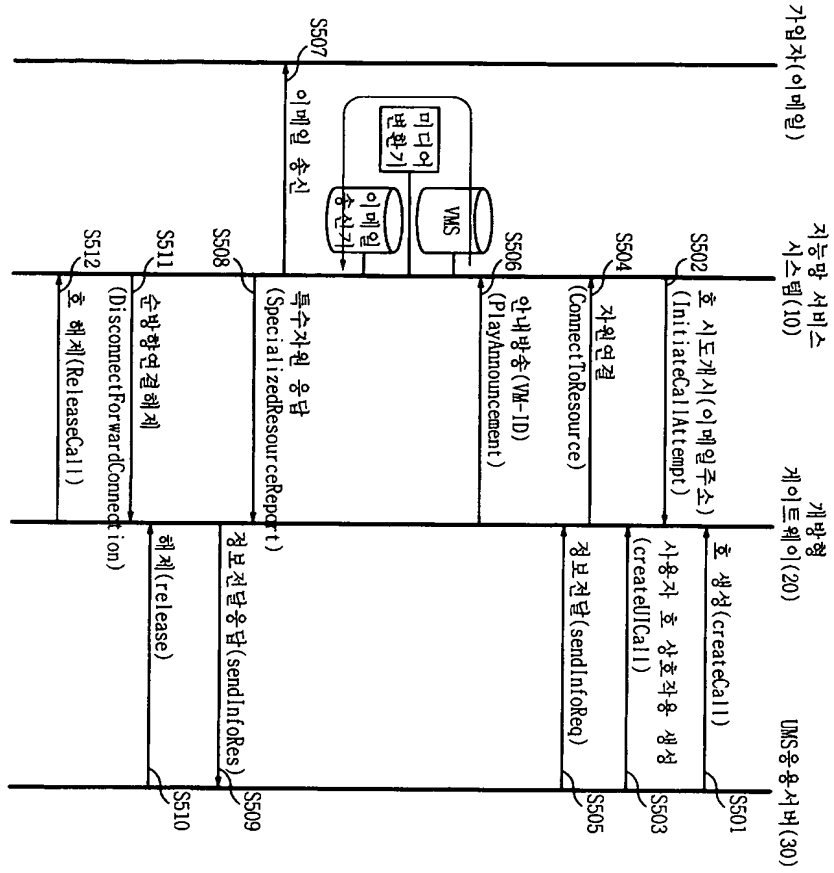 가입자(이메일)
지능망 서비스
시스템(10)
개방형
게이트웨이(20)
UMS응용서버(30)
호 생성(createCall)
S501
호 시도개시(이메일주소)
(InitiateCallAttempt)
S502
사용자 호 상호작용 생성
(createUICall)
S503
자원연결
(ConnectToResource)
S504
정보전달(sendInfoReq)
S505
안내방송(VM-ID)
(PlayAnnouncement)
S506
VMS
미디어
변환기
이메일
송신기
이메일 송신
S507
특수자원 응답
(SpecializedResourceReport)
S508
정보전달응답(sendInfoRes)
S509
해제(release)
S510
순방향연결해제
(DisconnectForwardConnection)
S511
호 해제(ReleaseCall)
S512